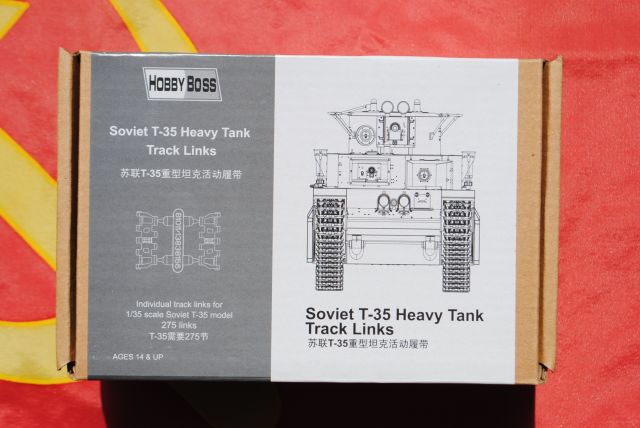 HOBBY BOSS
Soviet T-35 Heavy Tank
Track Links
苏联T-35重型坦克活动履带
Individual track links for
1/35 scale Soviet T-35 model
275 links
T-35需要275节
AGES 14 & UP
Soviet T-35 Heavy Tank
Track Links
苏联T-35重型坦克活动履带